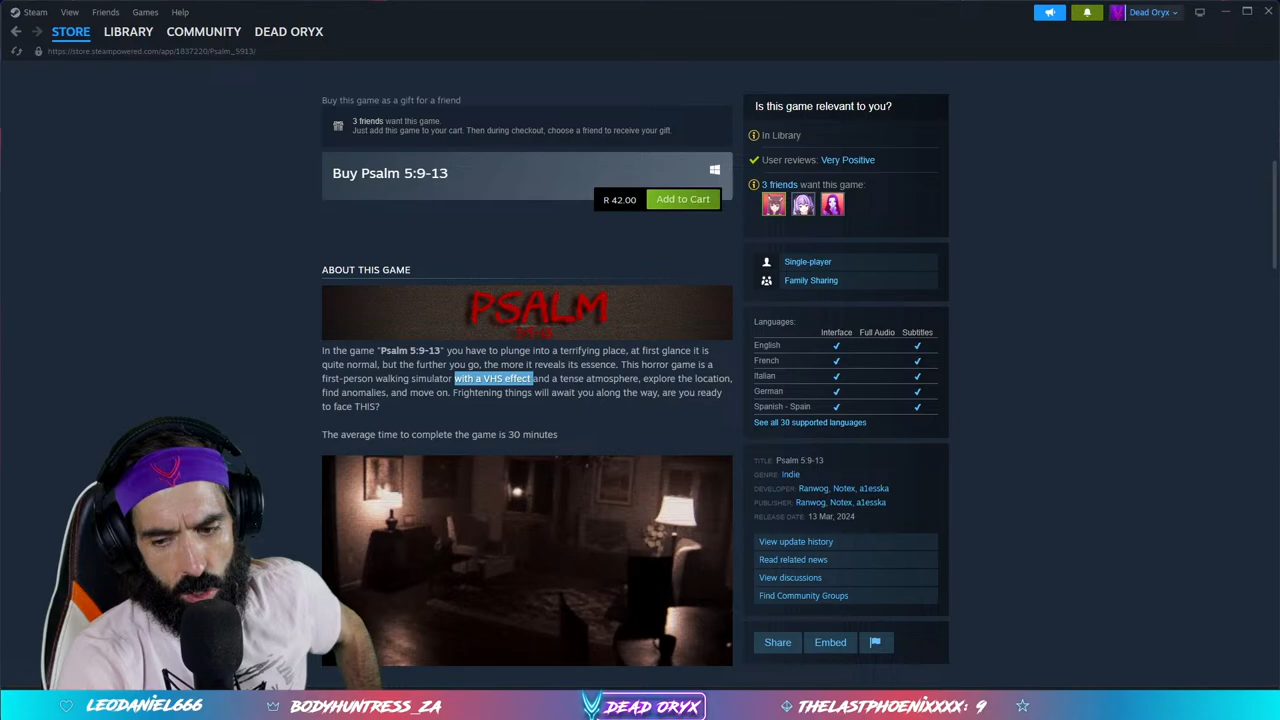 Steam View Friends Games Help
Dead Oryx
STORE LIBRARY COMMUNITY DEAD ORYX
https://store.steampowered.com/app/1837220/Psalm_5913/
Buy this game as a gift for a friend
3 friends want this game.
Just add this game to your cart. Then during checkout, choose a friend to receive your gift.
Buy Psalm 5:9-13
R 42.00 Add to Cart
ABOUT THIS GAME
PSALM
In the game "Psalm 5:9-13" you have to plunge into a terrifying place, at first glance it is
quite normal, but the further you go, the more it reveals its essence. This horror game is a
first-person walking simulator with a VHS effect and a tense atmosphere, explore the location,
find anomalies, and move on. Frightening things will await you along the way, are you ready
to face THIS?
The average time to complete the game is 30 minutes
Is this game relevant to you?
In Library
User reviews: Very Positive
3 friends want this game:
Single-player
Family Sharing
Languages:
Interface Full Audio Subtitles
English
French
Italian
German
Spanish - Spain
See all 30 supported languages
TITLE: Psalm 5:9-13
GENRE: Indie
DEVELOPER: Ranwog, Notex, a1esska
PUBLISHER: Ranwog, Notex, a1esska
RELEASE DATE: 13 Mar, 2024
View update history
Read related news
View discussions
Find Community Groups
Share Embed
LEODANIEL666 BODYHUNTRESS_ZA DEAD ORYX THELASTPHOENIXXXX: 9